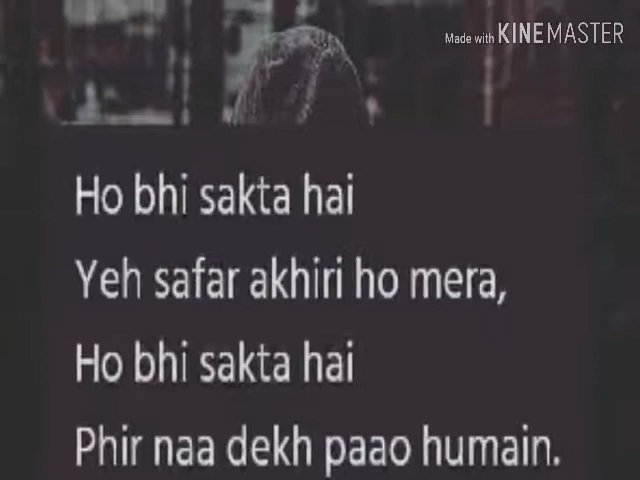 Made with KINEMASTER
Ho bhi sakta hai
Yeh safar akhiri ho mera,
Ho bhi sakta hai
Phir naa dekh paao humain.